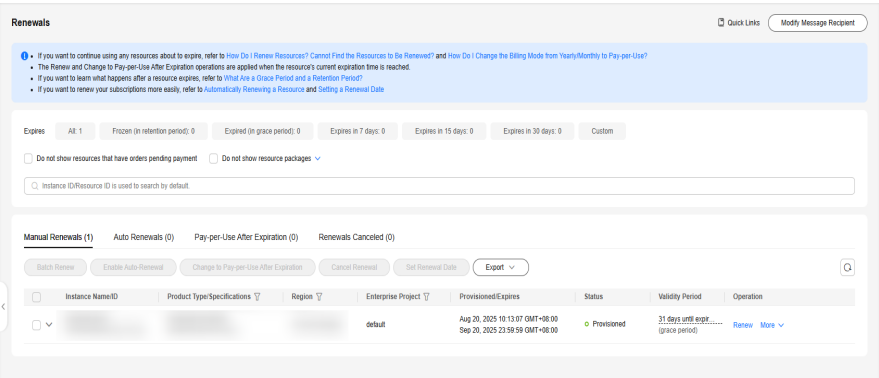 Renewals
Quick Links
Modify Message Recipient
If you want to continue using any resources about to expire, refer to How Do I Renew Resources? Cannot Find the Resources to Be Renewed? and How Do I Change the Billing Mode from Yearly/Monthly to Pay-per-Use?
The Renew and Change to Pay-per-Use After Expiration operations are applied when the resource's current expiration time is reached.
If you want to learn what happens after a resource expires, refer to What Are a Grace Period and a Retention Period?
If you want to renew your subscriptions more easily, refer to Automatically Renewing a Resource and Setting a Renewal Date
Expires All: 1 Frozen (in retention period): 0 Expired (in grace period): 0 Expires in 7 days: 0 Expires in 15 days: 0 Expires in 30 days: 0 Custom
Do not show resources that have orders pending payment Do not show resource packages
Instance ID/Resource ID is used to search by default.
Manual Renewals (1) Auto Renewals (0) Pay-per-Use After Expiration (0) Renewals Canceled (0)
Batch Renew Enable Auto-Renewal Change to Pay-per-Use After Expiration Cancel Renewal Set Renewal Date Export
Instance Name/ID Product Type/Specifications Region Enterprise Project Provisioned/Expires Status Validity Period Operation
default
Aug 20, 2025 10:13:07 GMT+08:00
Sep 20, 2025 23:59:59 GMT+08:00
Provisioned
31 days until expir...
(grace period)
Renew More